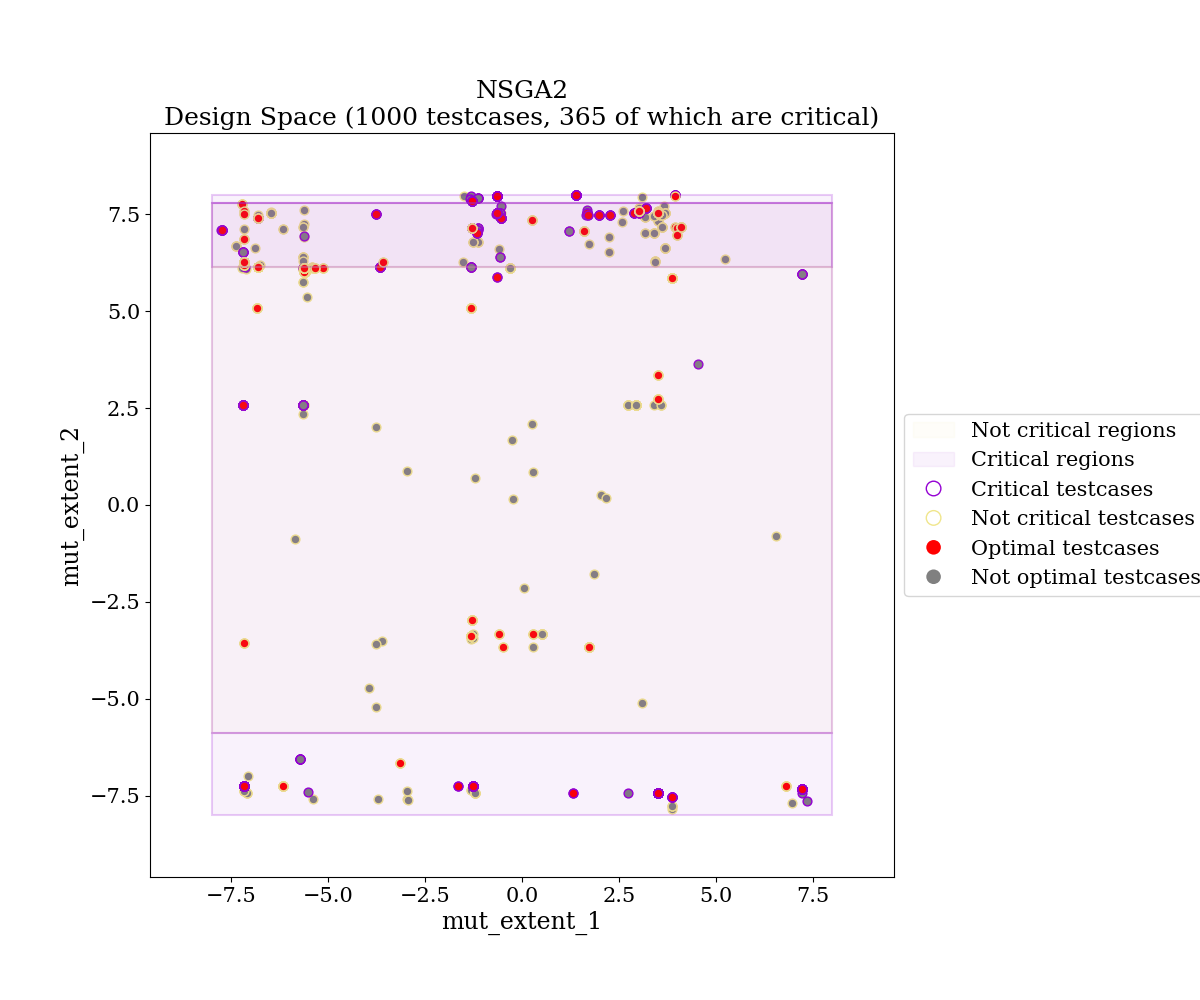 NSGA2
Design Space (1000 testcases, 365 of which are critical)
7.5
5.0
2.5
0.0
−2.5
−5.0
−7.5
mut_extent_2
−7.5
−5.0
−2.5
0.0
2.5
5.0
7.5
mut_extent_1
Not critical regions
Critical regions
Critical testcases
Not critical testcases
Optimal testcases
Not optimal testcases